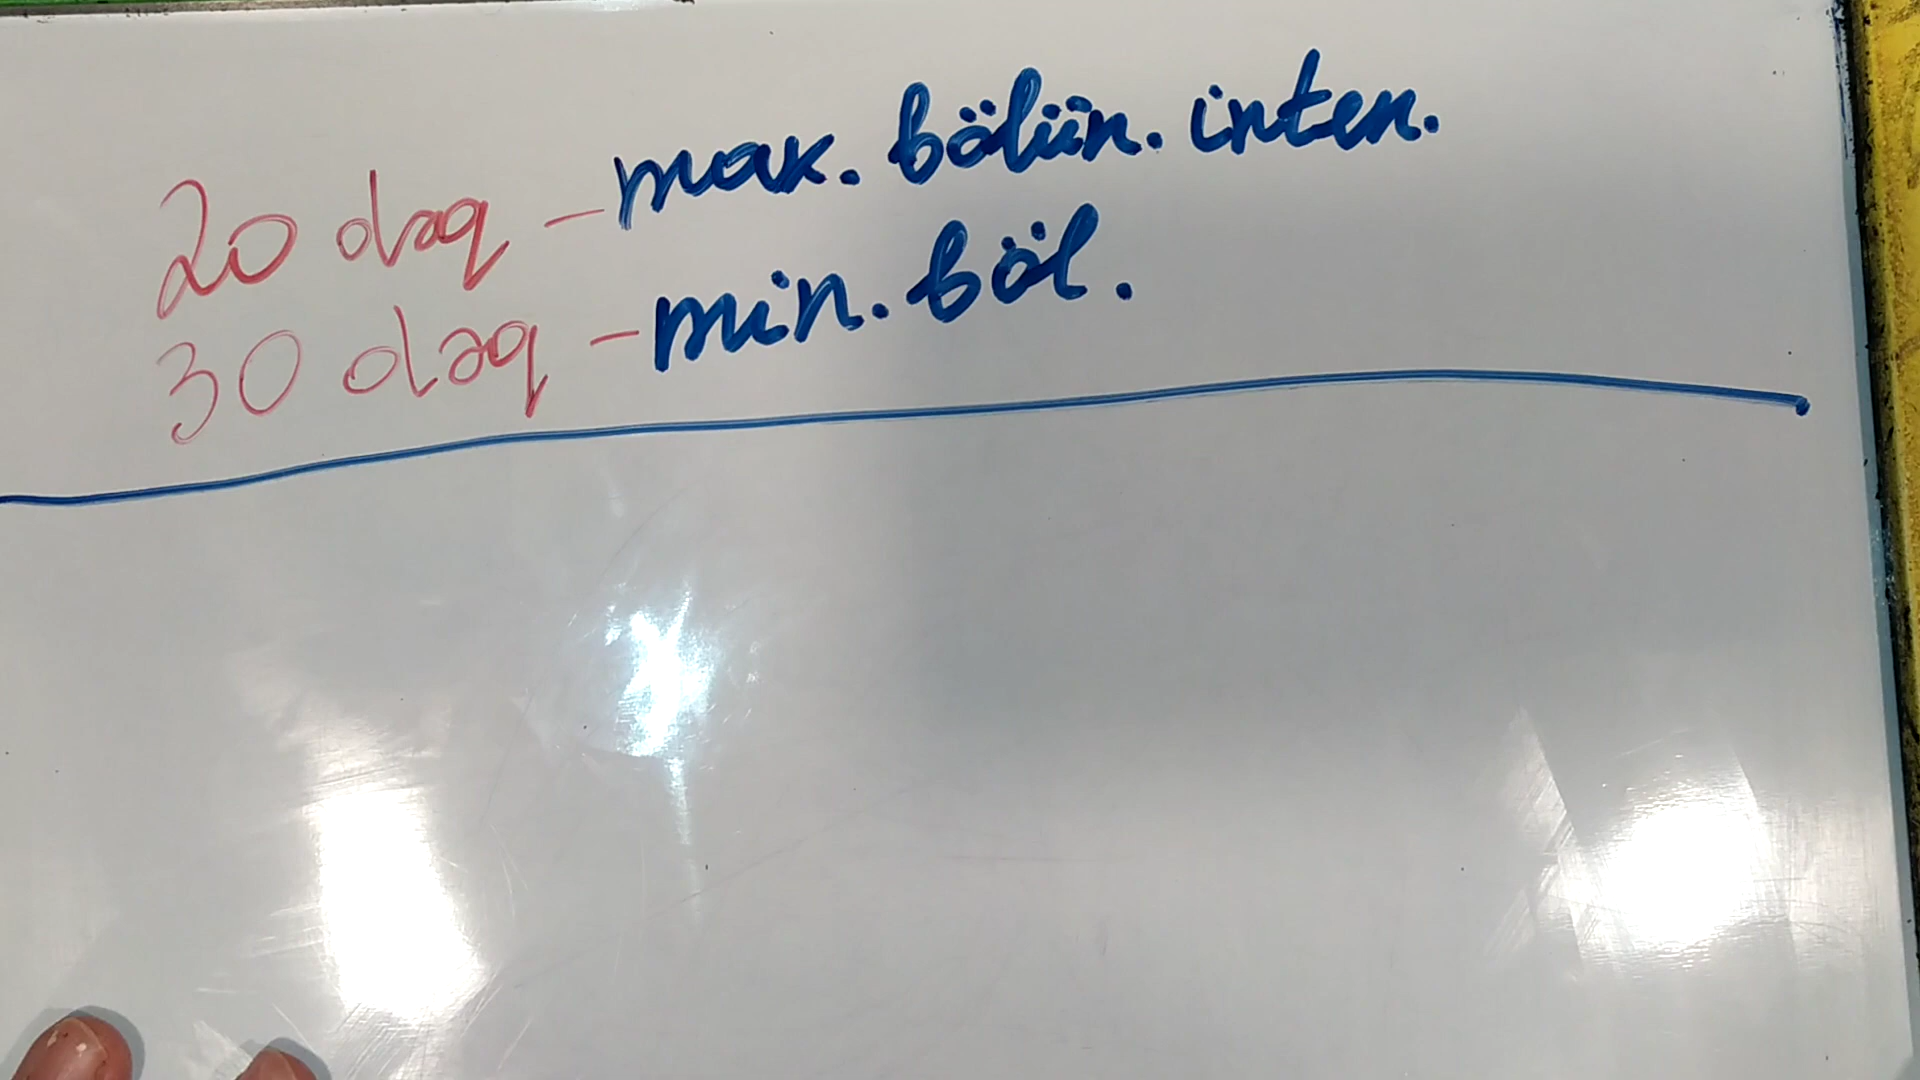 20 dəq - max. bölün. inten.
30 dəq - min. böl.